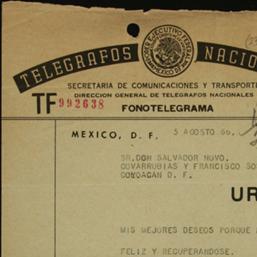 TELEGRAFOS NACIO
PODER EJECUTIVO FEDERAL
MEXICO D.F.
SECRETARIA DE COMUNICACIONES Y TRANSPORTE
DIRECCION GENERAL DE TELEGRAFOS NACIONALES
TF 992638
FONOTELEGRAMA
MEXICO, D. F. 5 AGOSTO 66.
SR.DON SALVADOR NOVO.
COVARRUBIAS Y FRANCISCO SO
COYOACAN D. F.
UR
MIS MEJORES DESEOS PORQUE
FELIZ Y RECUPERANDOSE.